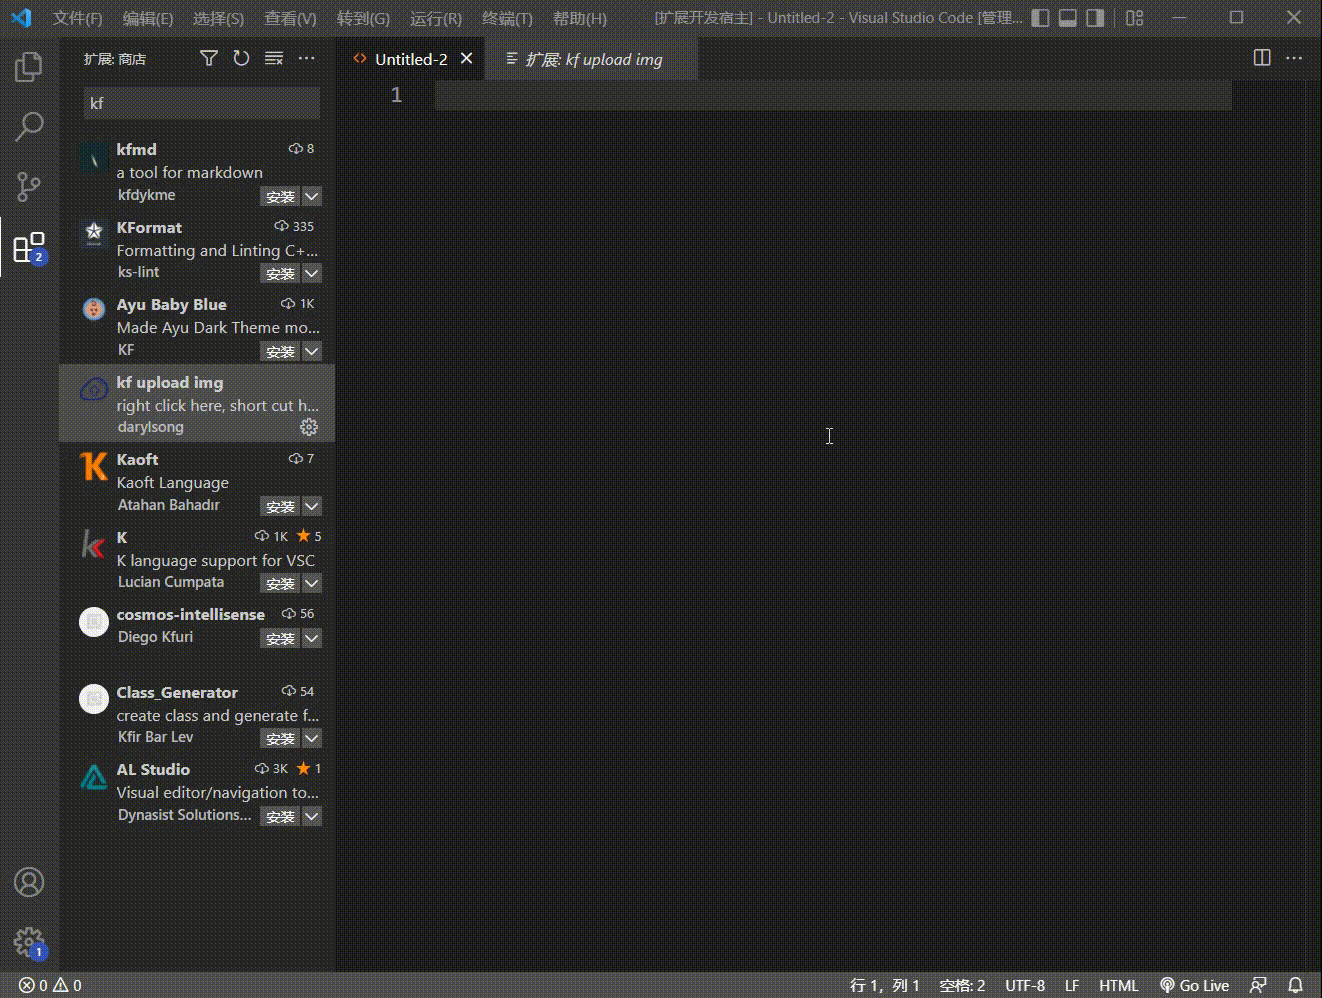 文件(F) 编辑(E) 选择(S) 查看(V) 转到(G) 运行(R) 终端(T) 帮助(H) [扩展开发宿主] - Untitled-2 - Visual Studio Code [管理...
扩展: 商店
Untitled-2
扩展: kf upload img
kf
1
kfmd 8
a tool for markdown
kfdykme 安装
KFormat 335
Formatting and Linting C+...
ks-lint 安装
Ayu Baby Blue 1K
Made Ayu Dark Theme mo...
KF 安装
kf upload img
right click here, short cut h...
darylsong
Kaoft 7
Kaoft Language
Atahan Bahadır 安装
K 1K 5
K language support for VSC
Lucian Cumpata 安装
cosmos-intellisense 56
Diego Kfuri 安装
Class_Generator 54
create class and generate f...
Kfir Bar Lev 安装
AL Studio 3K 1
Visual editor/navigation to...
Dynasist Solutions... 安装
2
1
0 0 行 1，列 1 空格: 2 UTF-8 LF HTML Go Live